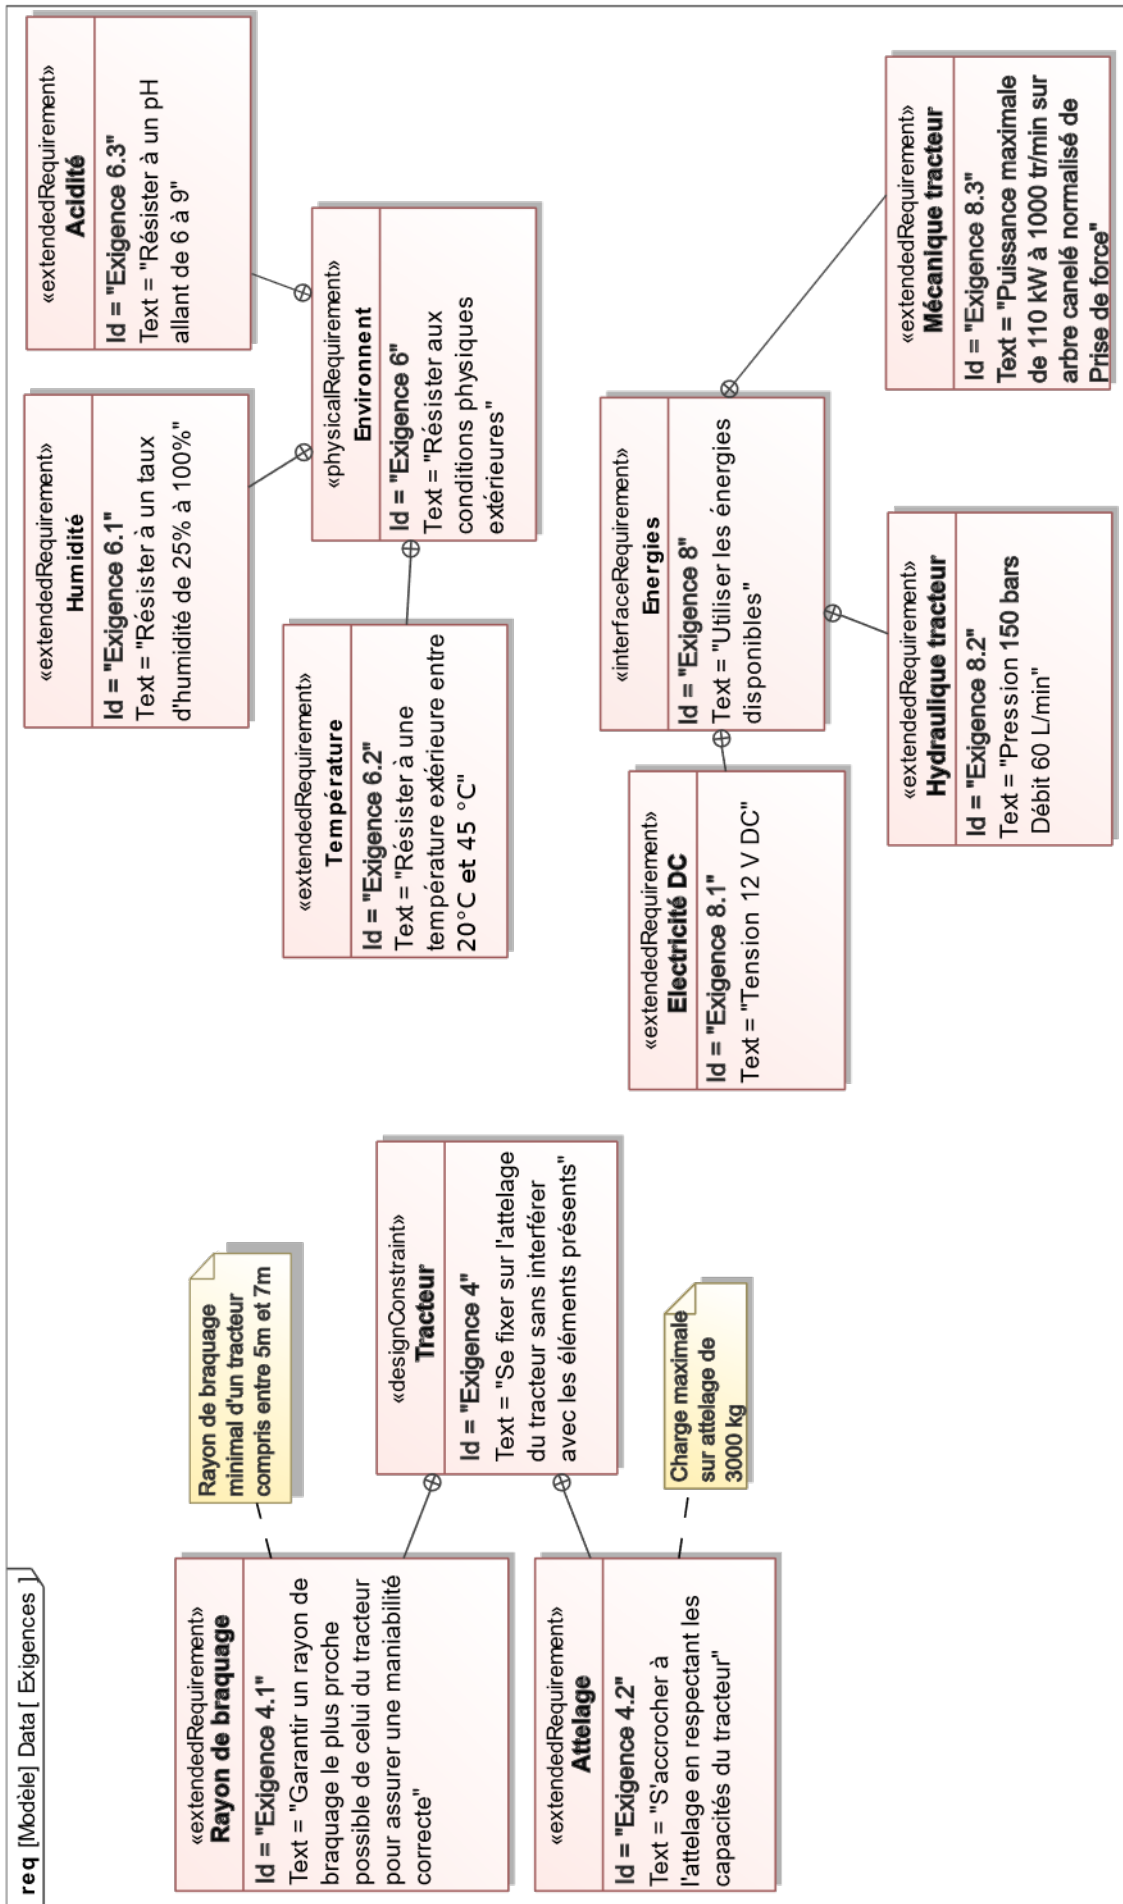 req [Modèle] Data [ Exigences ]
«extendedRequirement»
Rayon de braquage
Id = "Exigence 4.1"
Text = "Garantir un rayon de
braquage le plus proche
possible de celui du tracteur
pour assurer une maniabilité
correcte"
Rayon de braquage
minimal d'un tracteur
compris entre 5m et 7m
«designConstraint»
Tracteur
Id = "Exigence 4"
Text = "Se fixer sur l'attelage
du tracteur sans interférer
avec les éléments présents"
«extendedRequirement»
Attelage
Id = "Exigence 4.2"
Text = "S'accrocher à
l'attelage en respectant les
capacités du tracteur"
Charge maximale
sur attelage de
3000 kg
«extendedRequirement»
Humidité
Id = "Exigence 6.1"
Text = "Résister à un taux
d'humidité de 25% à 100%"
«extendedRequirement»
Acidité
Id = "Exigence 6.3"
Text = "Résister à un pH
allant de 6 à 9"
«extendedRequirement»
Température
Id = "Exigence 6.2"
Text = "Résister à une
température extérieure entre
20°C et 45 °C"
«physicalRequirement»
Environnent
Id = "Exigence 6"
Text = "Résister aux
conditions physiques
extérieures"
«extendedRequirement»
Electricité DC
Id = "Exigence 8.1"
Text = "Tension 12 V DC"
«interfaceRequirement»
Energies
Id = "Exigence 8"
Text = "Utiliser les énergies
disponibles"
«extendedRequirement»
Hydraulique tracteur
Id = "Exigence 8.2"
Text = "Pression 150 bars
Débit 60 L/min"
«extendedRequirement»
Mécanique tracteur
Id = "Exigence 8.3"
Text = "Puissance maximale
de 110 kW à 1000 tr/min sur
arbre canelé normalisé de
Prise de force"